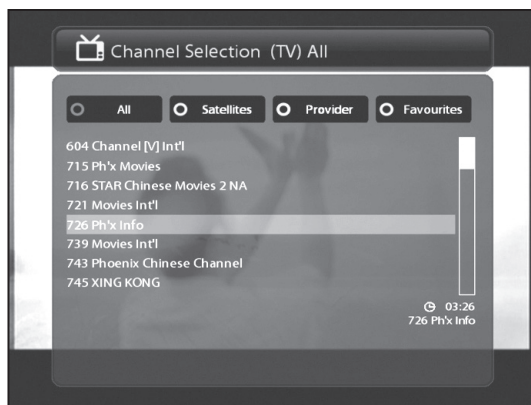 Channel Selection (TV) All
All Satellites Provider Favourites
604 Channel [V] Int'l
715 Ph'x Movies
716 STAR Chinese Movies 2 NA
721 Movies Int'l
726 Ph'x Info
739 Movies Int'l
743 Phoenix Chinese Channel
745 XING KONG
03:26
726 Ph'x Info